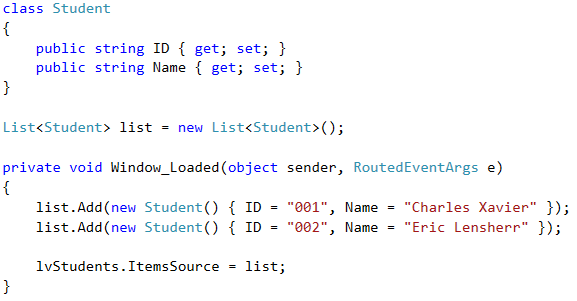 class Student
{
    public string ID { get; set; }
    public string Name { get; set; }
}

List<Student> list = new List<Student>();

private void Window_Loaded(object sender, RoutedEventArgs e)
{
    list.Add(new Student() { ID = "001", Name = "Charles Xavier" });
    list.Add(new Student() { ID = "002", Name = "Eric Lensherr" });

    lvStudents.ItemsSource = list;
}